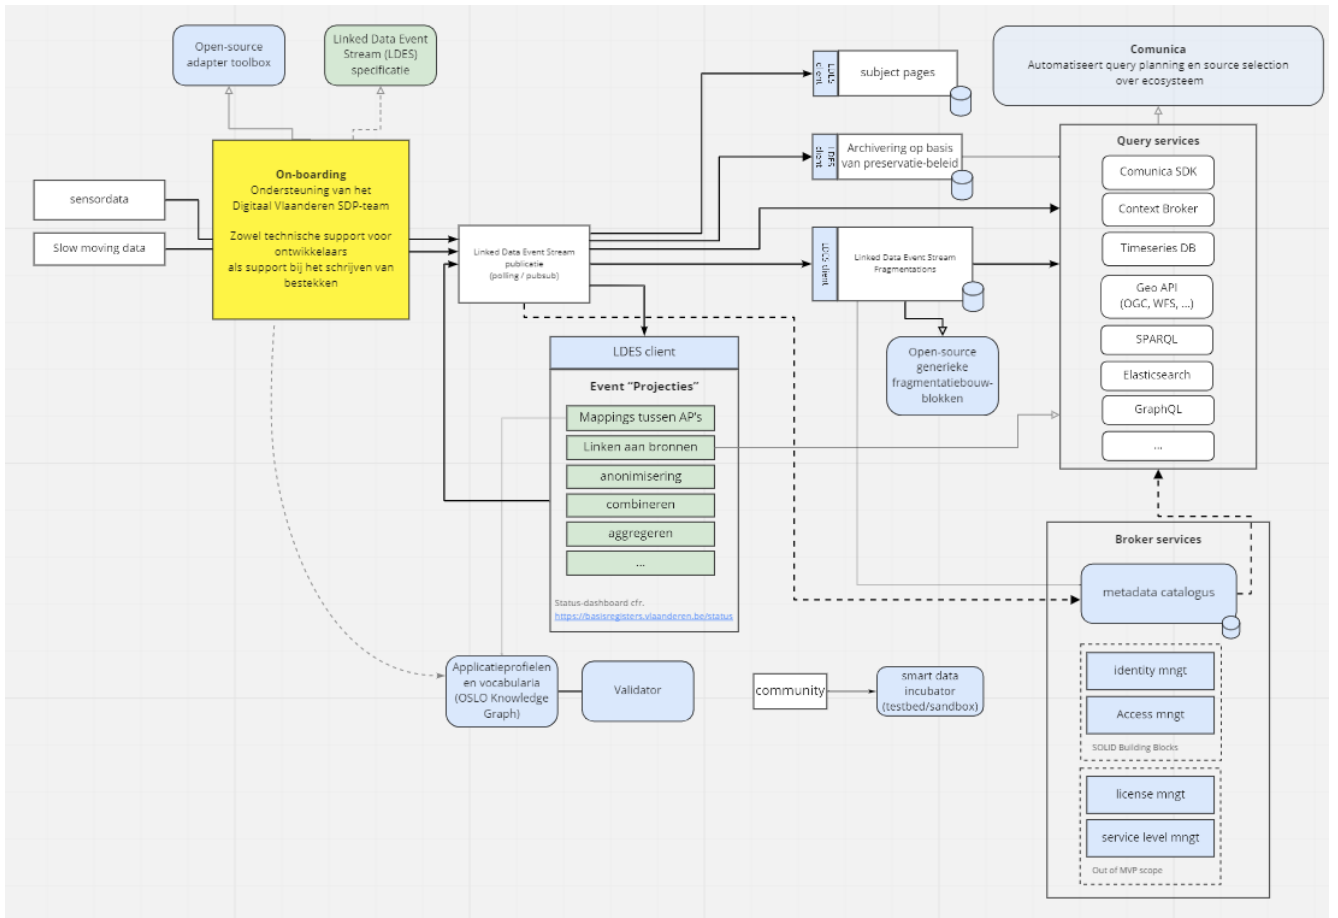 Open-source
adapter toolbox
Linked Data Event
Stream (LDES)
specificatie
On-boarding
Ondersteuning van het
Digitaal Vlaanderen SDP-team
Zowel technische support voor
ontwikkelaars
als support bij het schrijven van
bestekken
sensordata
Slow moving data
Linked Data Event Stream
publicatie
(polling / pubsub)
LDES
client
subject pages
LDES
client
Archivering op basis
van preservatie-beleid
LDES client
Linked Data Event Stream
Fragmentations
Open-source
generieke
fragmentatiebouw-
blokken
Comunica
Automatiseert query planning en source selection
over ecosysteem
Query services
Comunica SDK
Context Broker
Timeseries DB
Geo API
(OGC, WFS, ...)
SPARQL
Elasticsearch
GraphQL
...
LDES client
Event “Projecties”
Mappings tussen AP's
Linken aan bronnen
anonimisering
combineren
aggregeren
...
Status-dashboard cfr.
https://basisregisters.vlaanderen.be/status
Applicatieprofielen
en vocabularia
(OSLO Knowledge
Graph)
Validator
community
smart data
incubator
(testbed/sandbox)
Broker services
metadata catalogus
identity mngt
Access mngt
SOLID Building Blocks
license mngt
service level mngt
Out of MVP scope